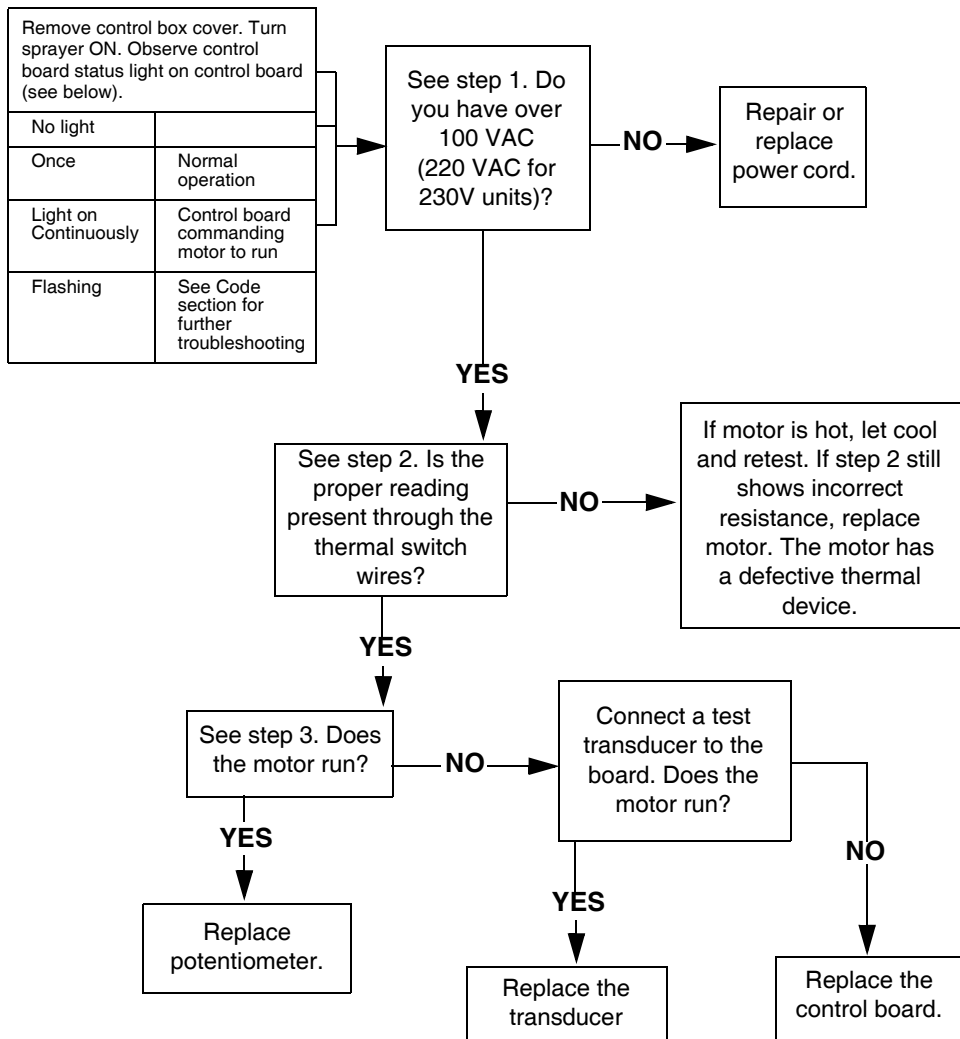 Remove control box cover. Turn
sprayer ON. Observe control
board status light on control board
(see below).
No light
Once
Normal
operation
Light on
Continuously
Control board
commanding
motor to run
Flashing
See Code
section for
further
troubleshooting
See step 1. Do
you have over
100 VAC
(220 VAC for
230V units)?
NO
Repair or
replace
power cord.
YES
See step 2. Is the
proper reading
present through the
thermal switch
wires?
NO
If motor is hot, let cool
and retest. If step 2 still
shows incorrect
resistance, replace
motor. The motor has
a defective thermal
device.
YES
See step 3. Does
the motor run?
NO
Connect a test
transducer to the
board. Does the
motor run?
YES
Replace
potentiometer.
YES
Replace the
transducer
NO
Replace the
control board.